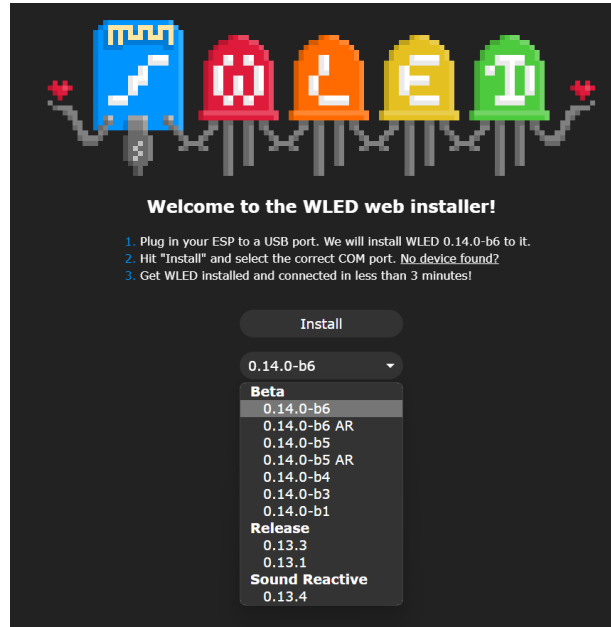 WLED
Welcome to the WLED web installer!
1. Plug in your ESP to a USB port. We will install WLED 0.14.0-b6 to it.
2. Hit "Install" and select the correct COM port. No device found?
3. Get WLED installed and connected in less than 3 minutes!
Install
0.14.0-b6
Beta
0.14.0-b6
0.14.0-b6 AR
0.14.0-b5
0.14.0-b5 AR
0.14.0-b4
0.14.0-b3
0.14.0-b1
Release
0.13.3
0.13.1
Sound Reactive
0.13.4